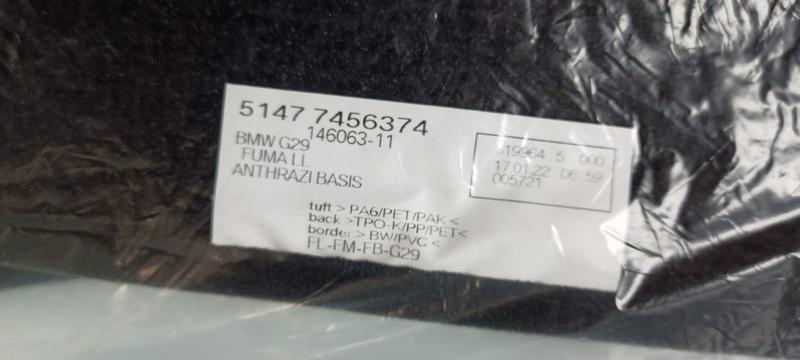 5147 7456374
146063-11
BMW G29
FUMA LL
ANTHRAZI BASIS
819964 5 000
17.01.22 06:59
005721
tuft > PA6/PET/PAK <
back >TPO-K/PP/PET<
border > BW/PVC <
FL-FM-FB-G29